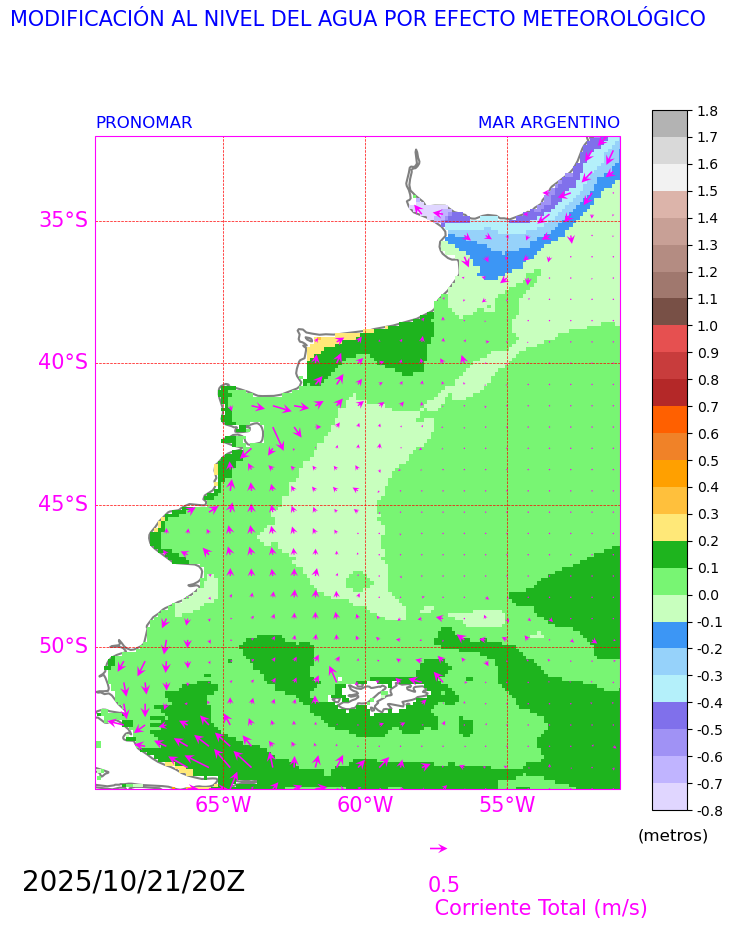 MODIFICACIÓN AL NIVEL DEL AGUA POR EFECTO METEOROLÓGICO
PRONOMAR
MAR ARGENTINO
35°S
40°S
45°S
50°S
65°W
60°W
55°W
1.8
1.7
1.6
1.5
1.4
1.3
1.2
1.1
1.0
0.9
0.8
0.7
0.6
0.5
0.4
0.3
0.2
0.1
0.0
-0.1
-0.2
-0.3
-0.4
-0.5
-0.6
-0.7
-0.8
(metros)
2025/10/21/20Z
0.5
Corriente Total (m/s)